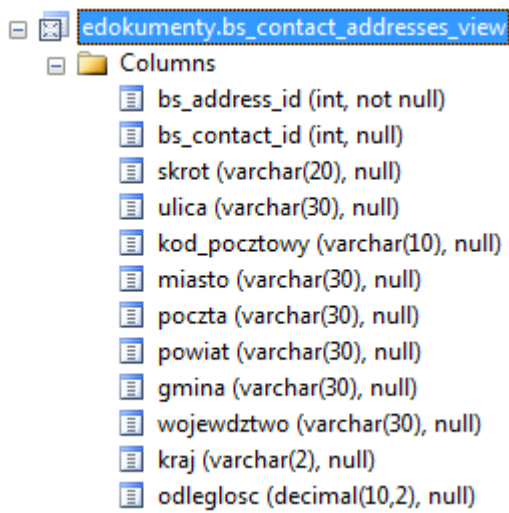 edokumenty.bs_contact_addresses_view
Columns
bs_address_id (int, not null)
bs_contact_id (int, null)
skrot (varchar(20), null)
ulica (varchar(30), null)
kod_pocztowy (varchar(10), null)
miasto (varchar(30), null)
poczta (varchar(30), null)
powiat (varchar(30), null)
gmina (varchar(30), null)
wojewdztwo (varchar(30), null)
kraj (varchar(2), null)
odleglosc (decimal(10,2), null)